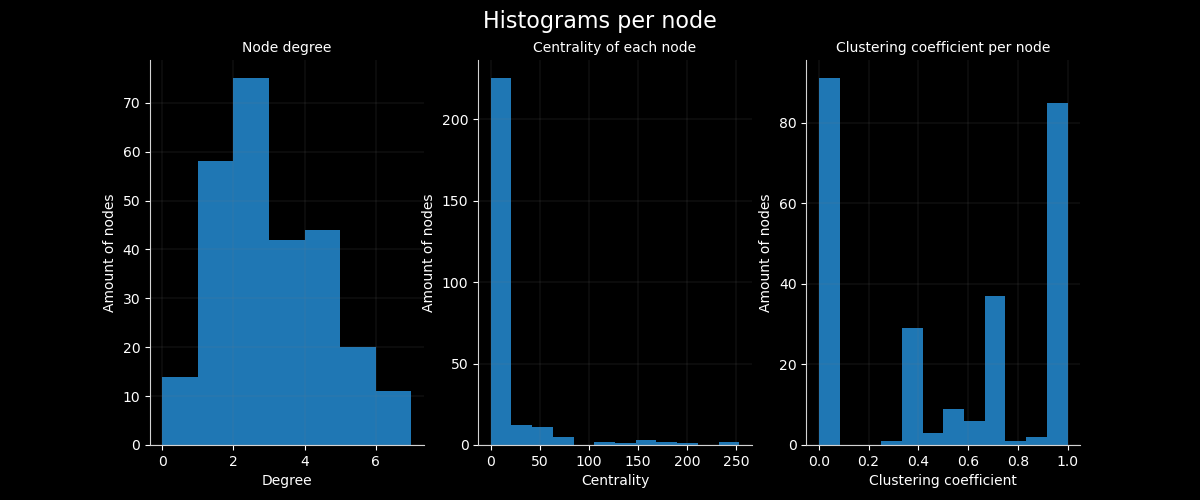 Histograms per node
Node degree
Amount of nodes
70
60
50
40
30
20
10
0
0 2 4 6
Degree
Centrality of each node
Amount of nodes
200
150
100
50
0
0 50 100 150 200 250
Centrality
Clustering coefficient per node
Amount of nodes
80
60
40
20
0
0.0 0.2 0.4 0.6 0.8 1.0
Clustering coefficient